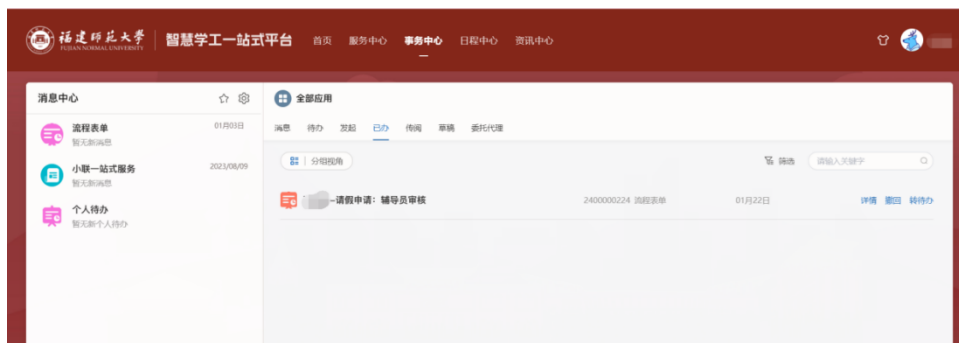 福建师范大学 智慧学工一站式平台 首页 服务中心 事务中心 日程中心 资讯中心
FUJIAN NORMAL UNIVERSITY
消息中心
流程表单 01月03日
暂无新消息
小联一站式服务 2023/08/09
暂无新消息
个人待办
暂无新个人待办
全部应用
消息 待办 发起 已办 传阅 草稿 委托代理
分组视角 筛选 请输入关键字
-请假申请：辅导员审核 2400000224 流程表单 01月22日 详情 撤回 转待办